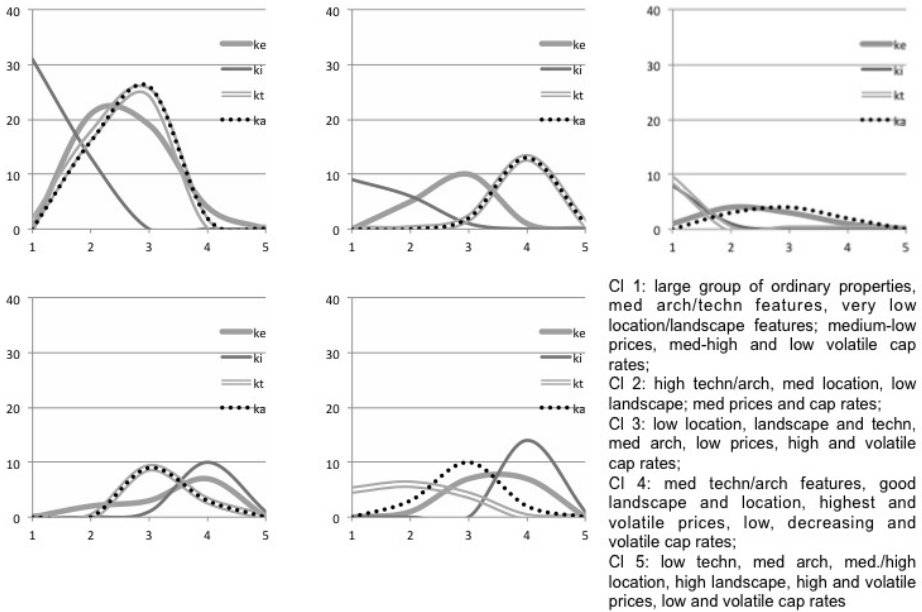 40
30
20
10
0
1 2 3 4 5
ke
ki
kt
ka
40
30
20
10
0
1 2 3 4 5
ke
ki
kt
ka
40
30
20
10
0
1 2 3 4 5
ke
ki
kt
ka
40
30
20
10
0
1 2 3 4 5
ke
ki
kt
ka
40
30
20
10
0
1 2 3 4 5
ke
ki
kt
ka
Cl 1: large group of ordinary properties,
med arch/techn features, very low
location/landscape features; medium-low
prices, med-high and low volatile cap
rates;
Cl 2: high techn/arch, med location, low
landscape; med prices and cap rates;
Cl 3: low location, landscape and techn,
med arch, low prices, high and volatile
cap rates;
Cl 4: med techn/arch features, good
landscape and location, highest and
volatile prices, low, decreasing and
volatile cap rates;
Cl 5: low techn, med arch, med./high
location, high landscape, high and volatile
prices, low and volatile cap rates